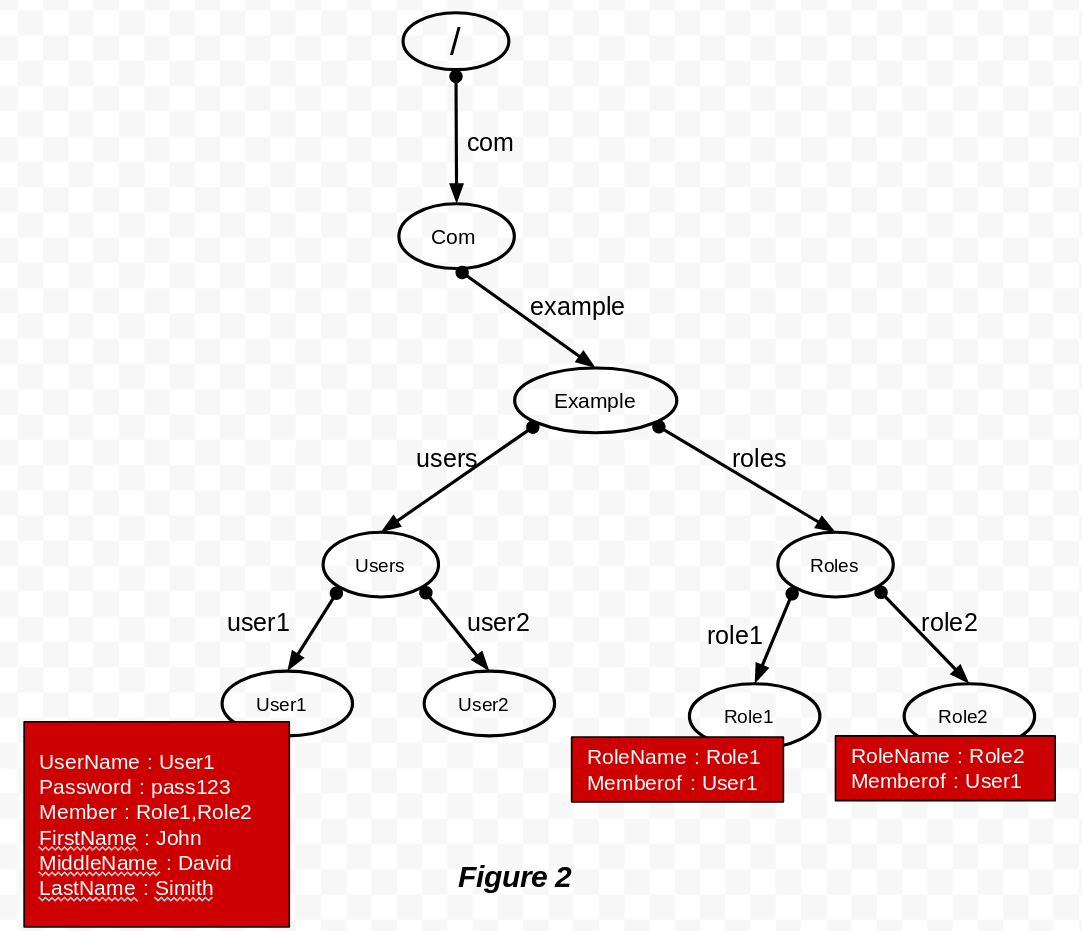 /
com
Com
example
Example
users
roles
Users
Roles
user1
user2
role1
role2
User1
User2
Role1
Role2
UserName : User1
Password : pass123
Member : Role1,Role2
FirstName : John
MiddleName : David
LastName : Simith
RoleName : Role1
Memberof : User1
RoleName : Role2
Memberof : User1
Figure 2